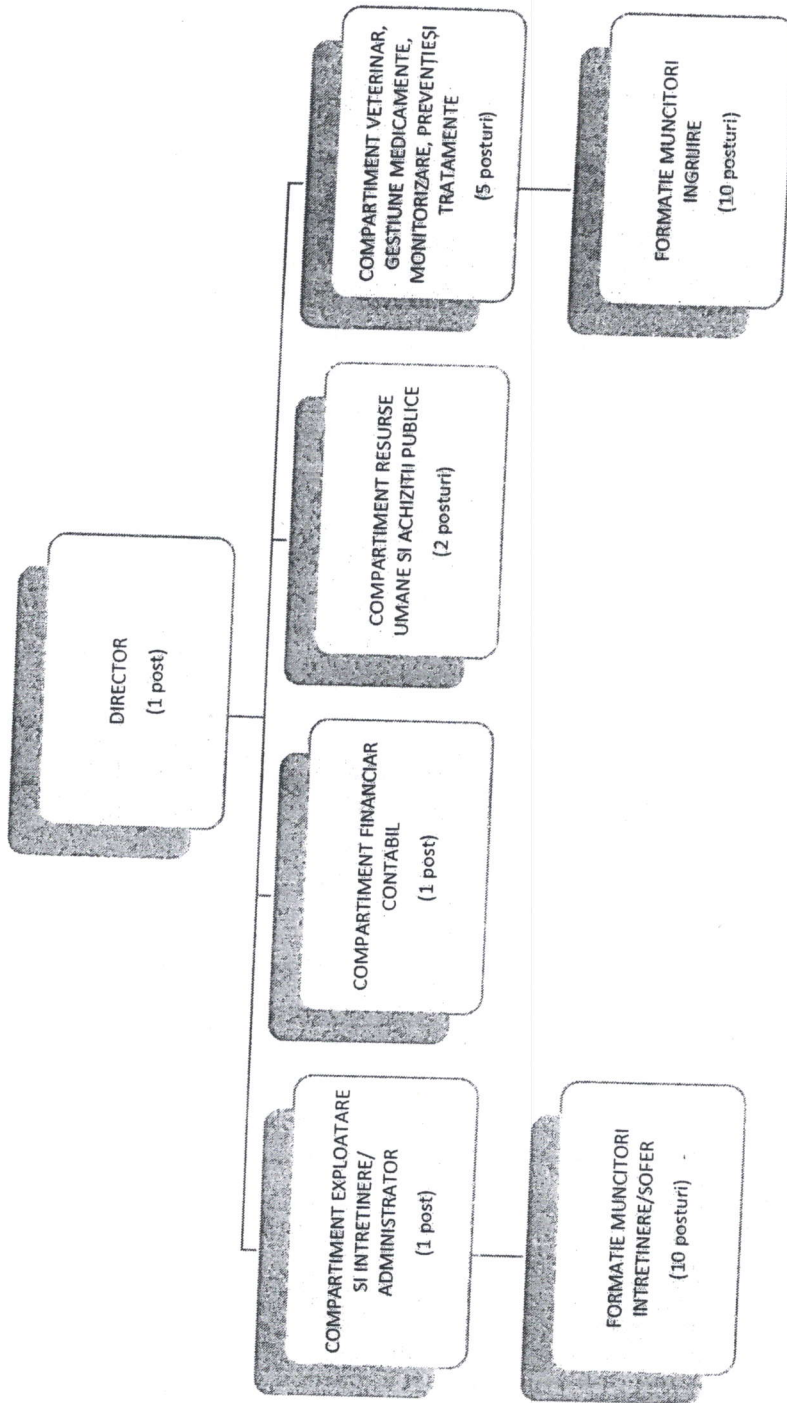 DIRECTOR
(1 post)
COMPARTIMENT EXPLOATARE
SI INTRETINERE/
ADMINISTRATOR
(1 post)
COMPARTIMENT FINANCIAR
CONTABIL
(1 post)
COMPARTIMENT RESURSE
UMANE SI ACHIZITII PUBLICE
(2 posturi)
COMPARTIMENT VETERINAR,
GESTIUNE MEDICAMENTE,
MONITORIZARE, PREVENȚIEȘI
TRATAMENTE
(5 posturi)
FORMATIE MUNCITORI
INTRETINERE/SOFER
(10 posturi)
FORMATIE MUNCITORI
INGRIJIRE
(10 posturi)